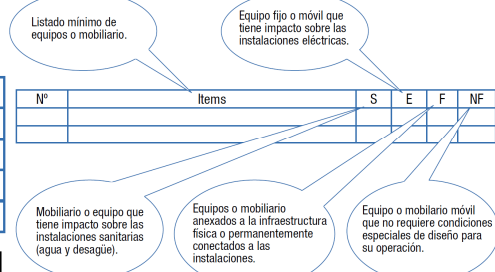 Listado mínimo de
equipos o mobiliario.
Equipo fijo o móvil que
tiene impacto sobre las
instalaciones eléctricas.
Nº Items S E F NF
Mobiliario o equipo que
tiene impacto sobre las
instalaciones sanitarias
(agua y desagüe).
Equipos o mobiliario
anexados a la infraestructura
física o permanentemente
conectados a las
instalaciones.
Equipo o mobilario móvil
que no requiere condiciones
especiales de diseño para
su operación.